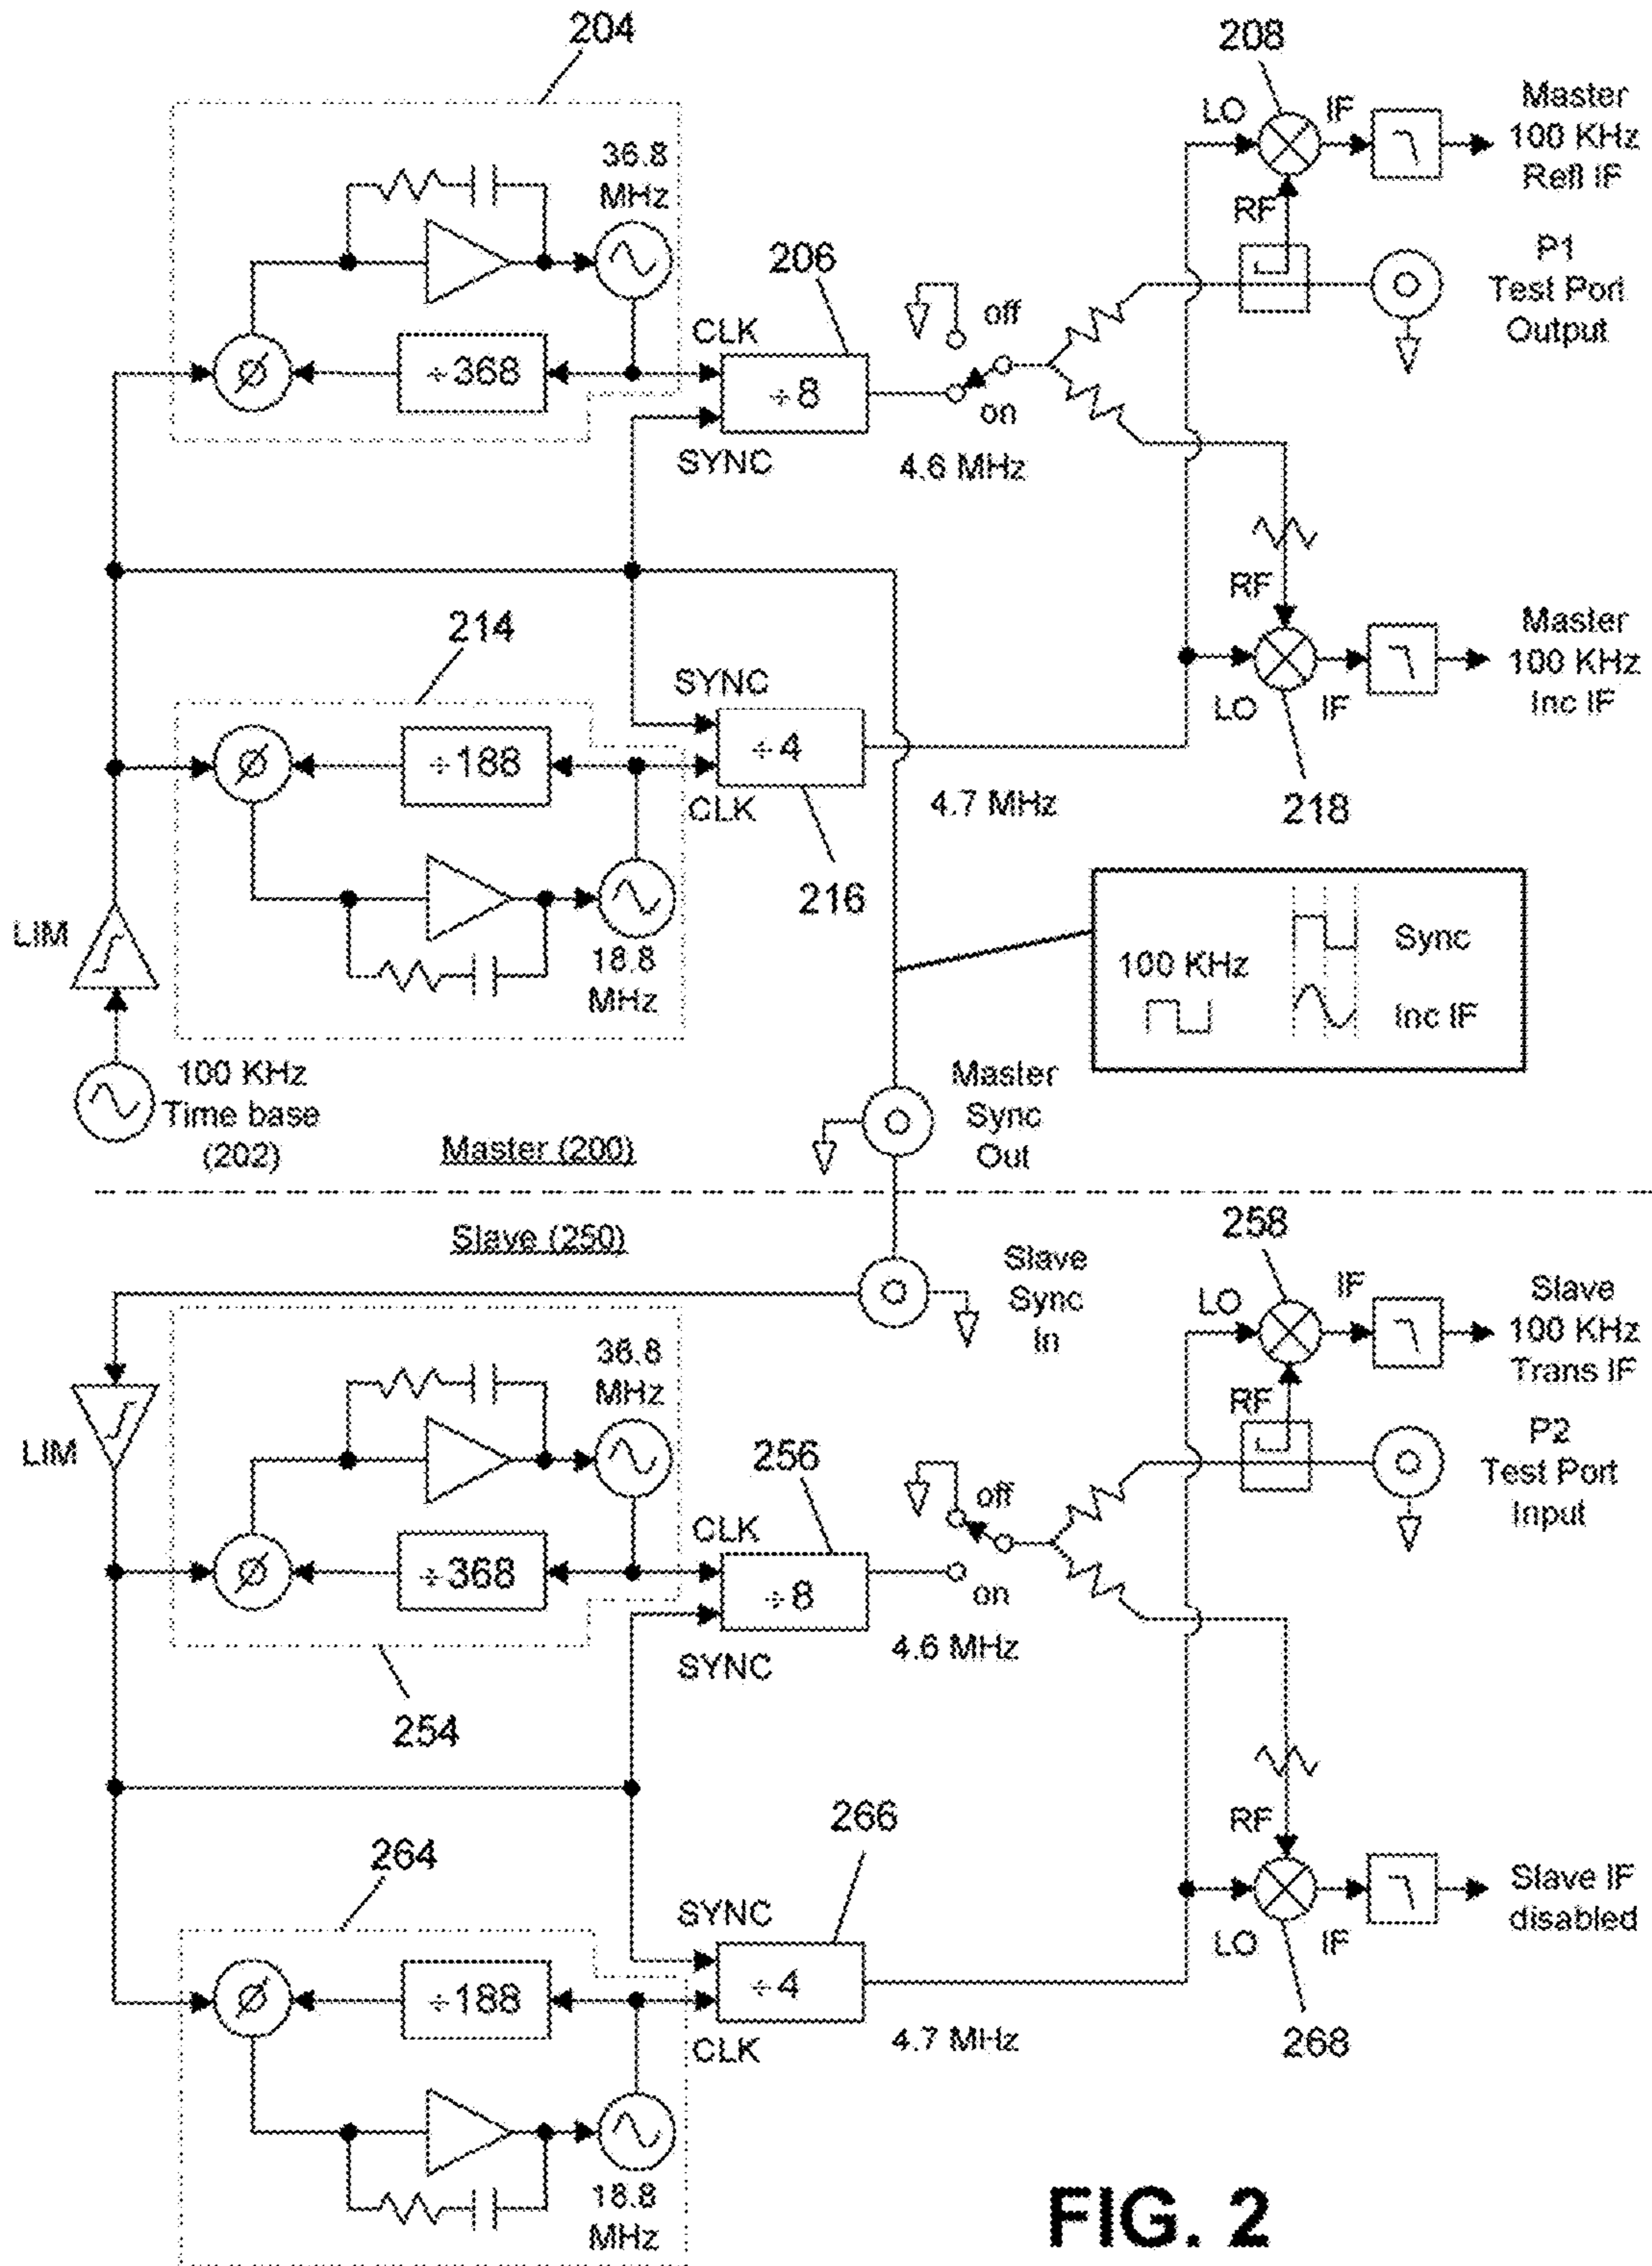 204
208
LO
IF
Master
100 KHz
Refl IF
36.8
MHz
RF
206
P1
Test Port
Output
off
CLK
Ø
÷368
÷8
on
SYNC
4.6 MHz
RF
214
Master
100 KHz
Inc IF
SYNC
LO
IF
Ø
÷188
÷4
CLK
4.7 MHz
218
216
LIM
18.8
MHz
100 KHz
Sync
Inc IF
100 KHz
Time base
(202)
Master (200)
Master
Sync
Out
Slave (250)
258
Slave
Sync
In
LO
IF
Slave
100 KHz
Trans IF
36.8
MHz
RF
LIM
256
P2
Test Port
Input
off
CLK
Ø
÷368
÷8
on
SYNC
4.6 MHz
254
266
RF
264
Slave IF
disabled
SYNC
LO
IF
Ø
÷188
÷4
CLK
4.7 MHz
268
18.8
MHz
FIG. 2